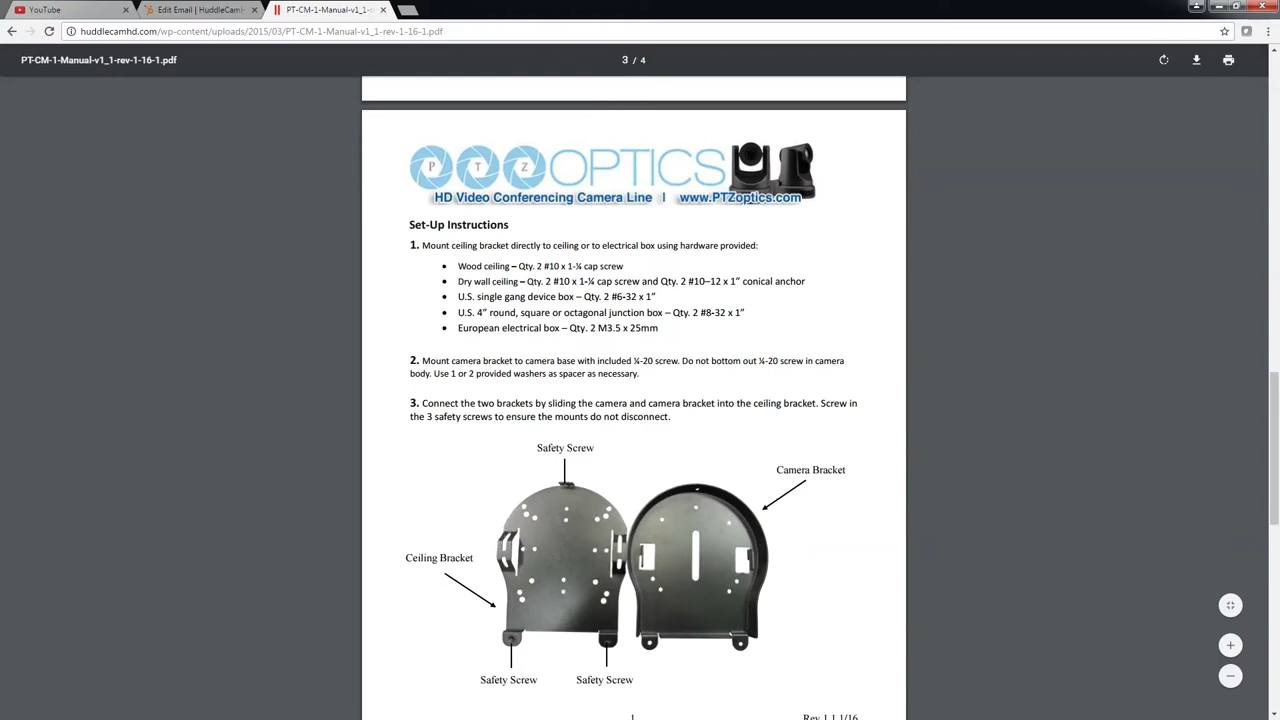 YouTube
Edit Email | HuddleCamH
PT-CM-1-Manual-v1_1-rev
huddlecamhd.com/wp-content/uploads/2015/03/PT-CM-1-Manual-v1_1-rev-1-16-1.pdf
PT-CM-1-Manual-v1_1-rev-1-16-1.pdf
3 / 4
P T Z OPTICS
HD Video Conferencing Camera Line | www.PTZoptics.com
Set-Up Instructions
1. Mount ceiling bracket directly to ceiling or to electrical box using hardware provided:
• Wood ceiling – Qty. 2 #10 x 1-¼ cap screw
• Dry wall ceiling – Qty. 2 #10 x 1-¼ cap screw and Qty. 2 #10–12 x 1" conical anchor
• U.S. single gang device box – Qty. 2 #6-32 x 1"
• U.S. 4" round, square or octagonal junction box – Qty. 2 #8-32 x 1"
• European electrical box – Qty. 2 M3.5 x 25mm
2. Mount camera bracket to camera base with included ¼-20 screw. Do not bottom out ¼-20 screw in camera
body. Use 1 or 2 provided washers as spacer as necessary.
3. Connect the two brackets by sliding the camera and camera bracket into the ceiling bracket. Screw in
the 3 safety screws to ensure the mounts do not disconnect.
Safety Screw
Camera Bracket
Ceiling Bracket
Safety Screw Safety Screw
1 Rev 1.1 1/16